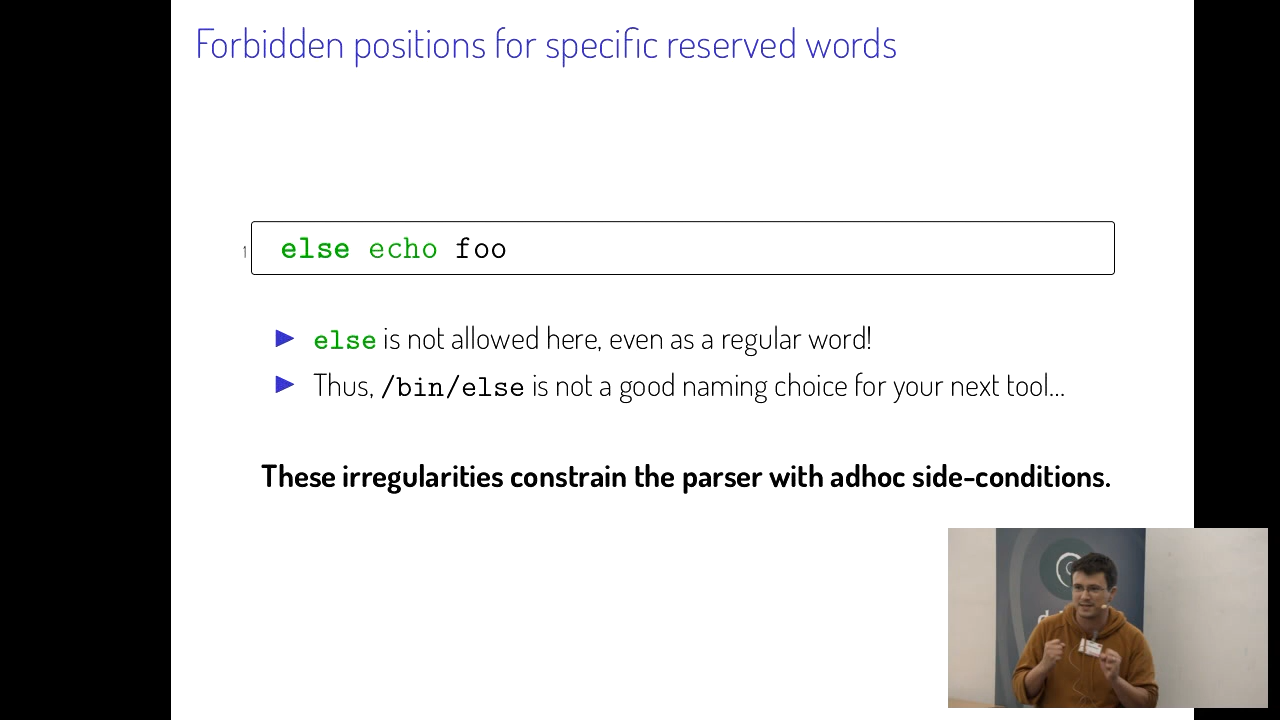 Forbidden positions for specific reserved words
1
else echo foo
▶ else is not allowed here, even as a regular word!
▶ Thus, /bin/else is not a good naming choice for your next tool...
These irregularities constrain the parser with adhoc side-conditions.